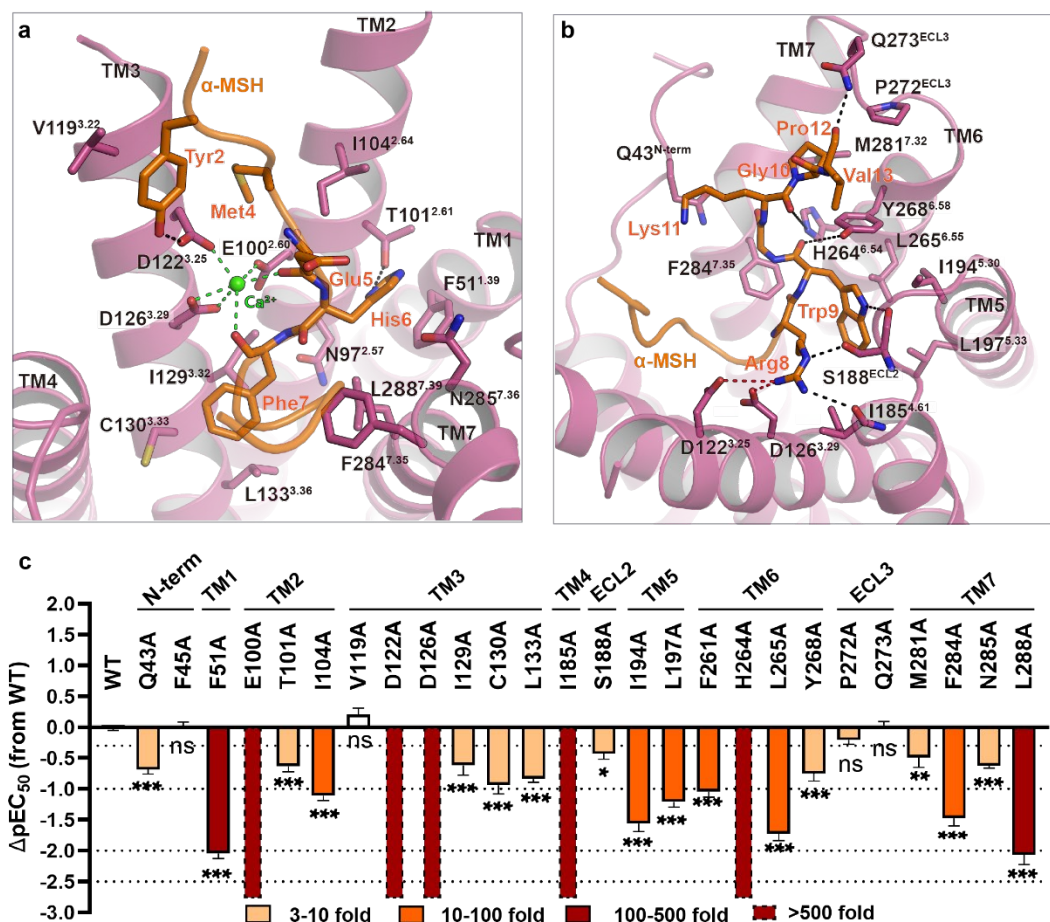 a
TM2
TM3
α-MSH
V119^3.22
Tyr2
I104^2.64
Met4
T101^2.61
E100^2.60
TM1
D122^3.25
Glu5
F51^1.39
Ca²⁺
D126^3.29
His6
N97^2.57
I129^3.32
TM4
L288^7.39
N285^7.36
Phe7
C130^3.33
TM7
F284^7.35
L133^3.36
b
Q273^ECL3
TM7
P272^ECL3
Pro12
TM6
M281^7.32
Q43^N-term
Gly10
Val13
Y268^6.58
Lys11
L265^6.55
H264^6.54
F284^7.35
I194^5.30
TM5
Trp9
α-MSH
L197^5.33
Arg8
S188^ECL2
I185^4.61
D122^3.25
D126^3.29
c
N-term
TM1
TM2
TM3
TM4
ECL2
TM5
TM6
ECL3
TM7
WT
Q43A
F45A
F51A
E100A
T101A
I104A
V119A
D122A
D126A
I129A
C130A
L133A
I185A
S188A
I194A
L197A
F261A
H264A
L265A
Y268A
P272A
Q273A
M281A
F284A
N285A
L288A
ΔpEC₅₀ (from WT)
2.0
1.5
1.0
0.5
0.0
-0.5
-1.0
-1.5
-2.0
-2.5
-3.0
***
ns
***
***
***
ns
***
***
***
*
***
***
***
***
***
ns
ns
**
***
***
***
3-10 fold
10-100 fold
100-500 fold
>500 fold